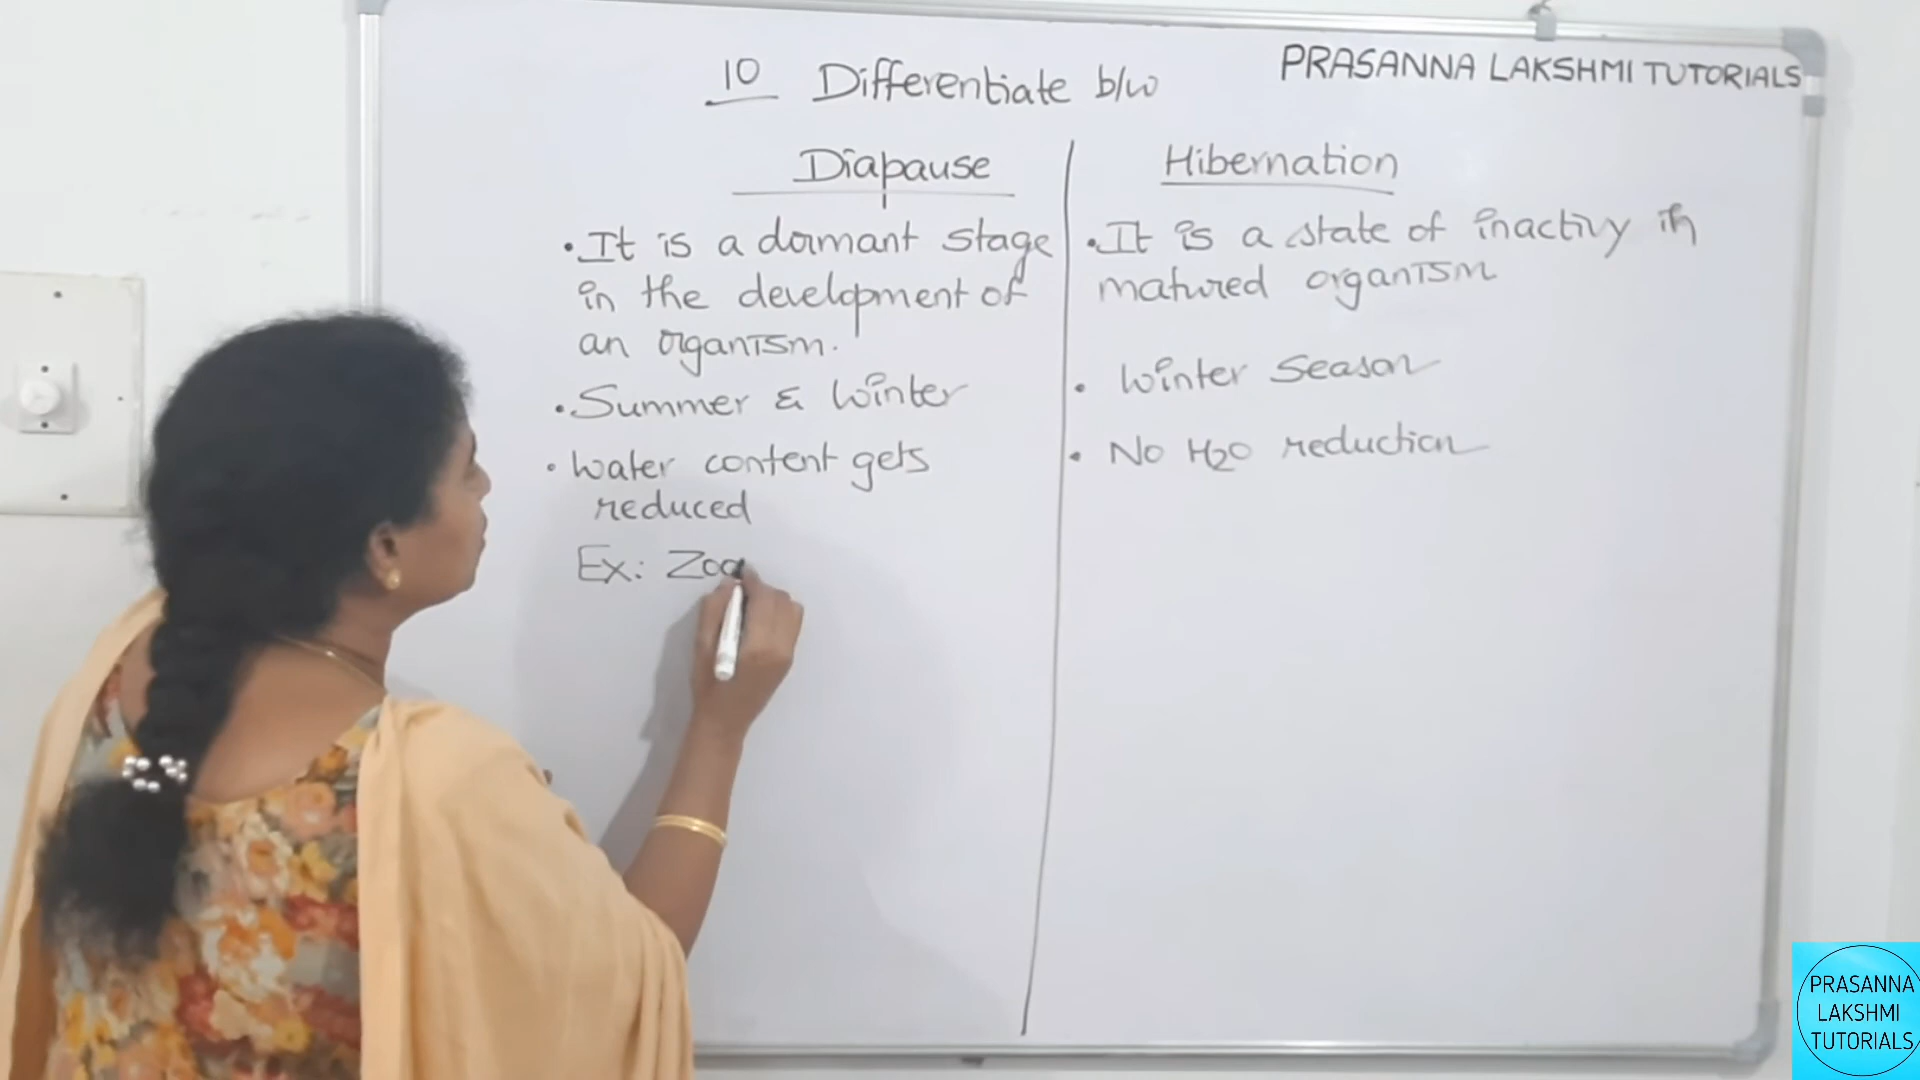 10 Differentiate b/w
PRASANNA LAKSHMI TUTORIALS
Diapause
• It is a dormant stage
in the development of
an organism.
• Summer & Winter
• Water content gets
reduced
Ex: Zoo
Hibernation
• It is a state of inactivy in
matured organism
• Winter Season
• No H2O reduction
PRASANNA
LAKSHMI
TUTORIALS